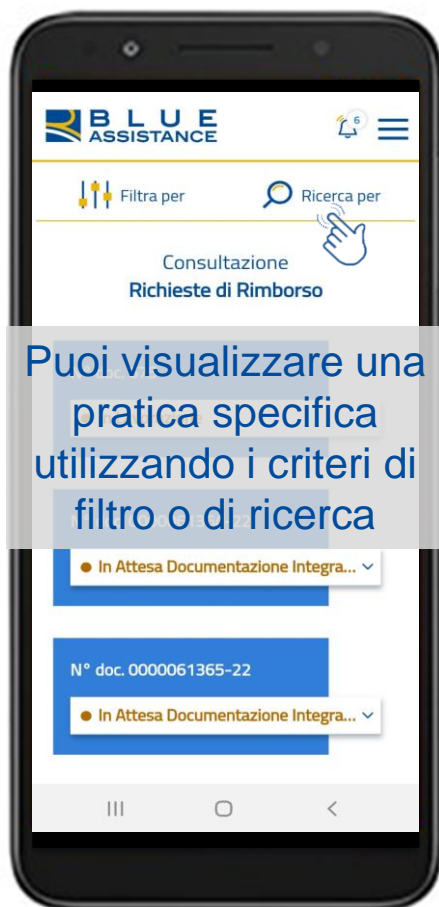 BLUE
ASSISTANCE
6
Filtra per
Ricerca per
Consultazione
Richieste di Rimborso
Puoi visualizzare una
pratica specifica
utilizzando i criteri di
filtro o di ricerca
In Attesa Documentazione Integra...
N° doc. 0000061365-22
In Attesa Documentazione Integra...